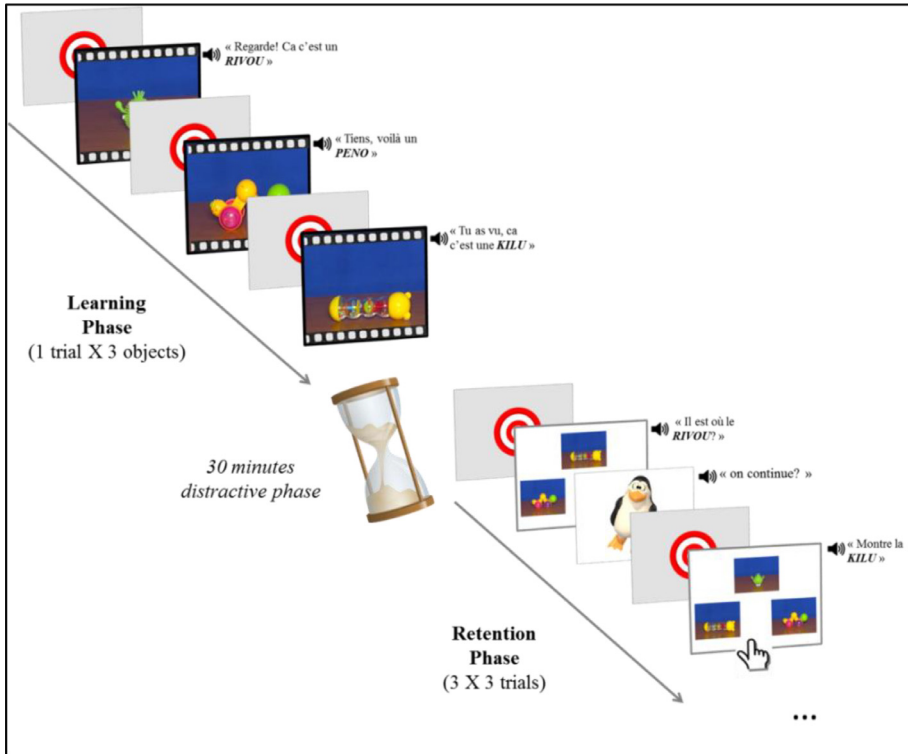 « Regarde! Ca c’est un
RIVOU »
« Tiens, voilà un
PENO »
« Tu as vu, ca
c’est une KILU »
Learning
Phase
(1 trial X 3 objects)
30 minutes
distractive phase
« Il est où le
RIVOU? »
« on continue? »
« Montre la
KILU »
Retention
Phase
(3 X 3 trials)
...